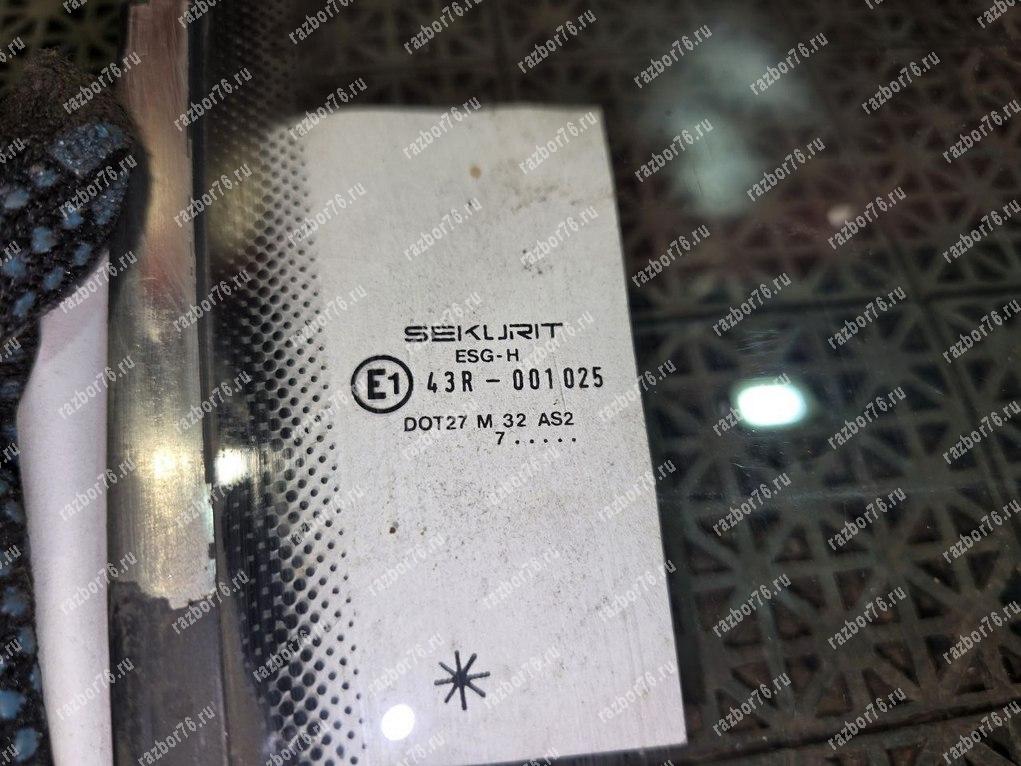 SEKURIT
ESG-H
E1 43R - 001025
DOT27 M 32 AS2
7.....
razbor76.ru